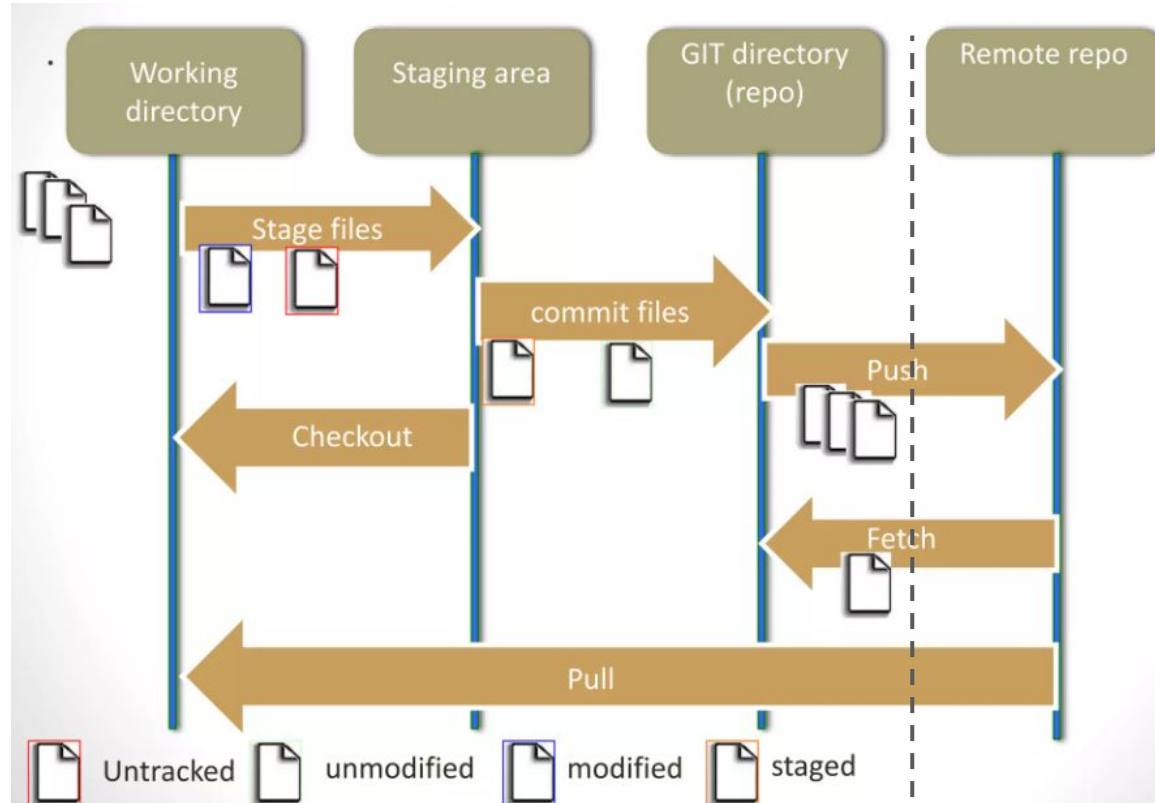 Working
directory
Staging area
GIT directory
(repo)
Remote repo
Stage files
commit files
Push
Checkout
Fetch
Pull
Untracked
unmodified
modified
staged